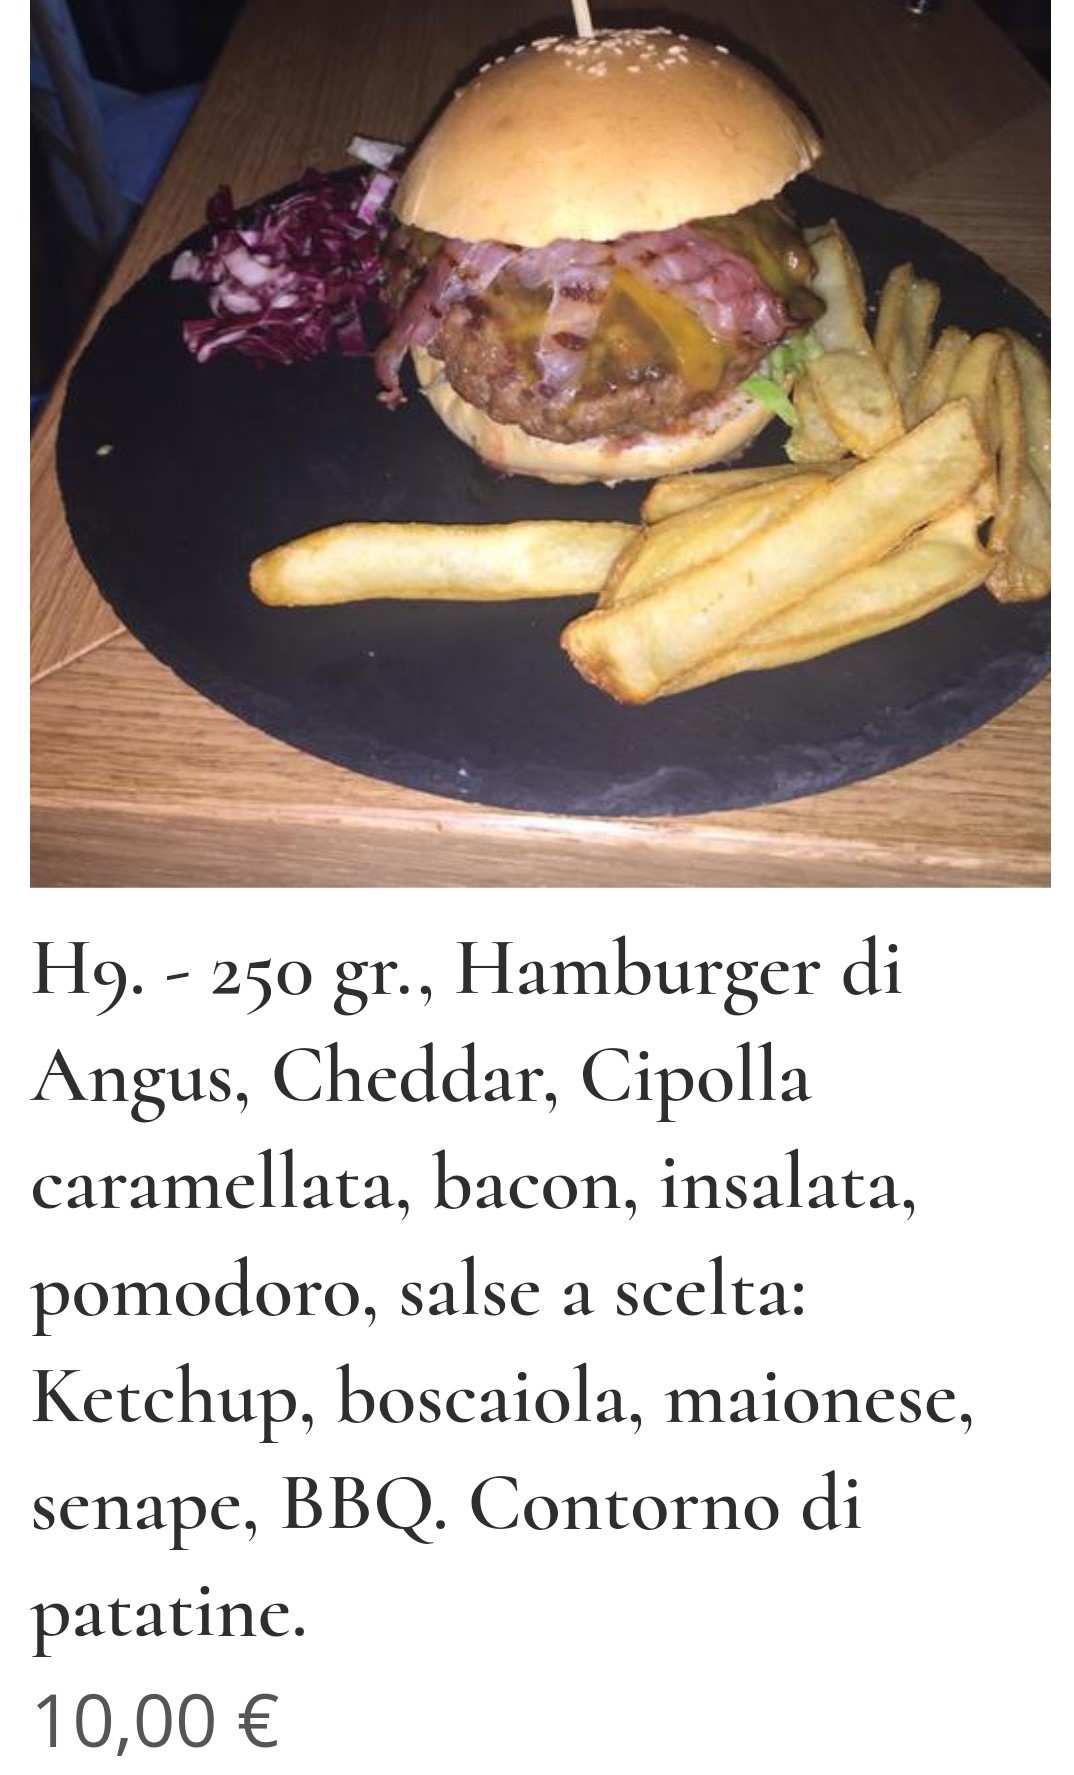 H9. - 250 gr., Hamburger di
Angus, Cheddar, Cipolla
caramellata, bacon, insalata,
pomodoro, salse a scelta:
Ketchup, boscaiola, maionese,
senape, BBQ. Contorno di
patatine.
10,00 €